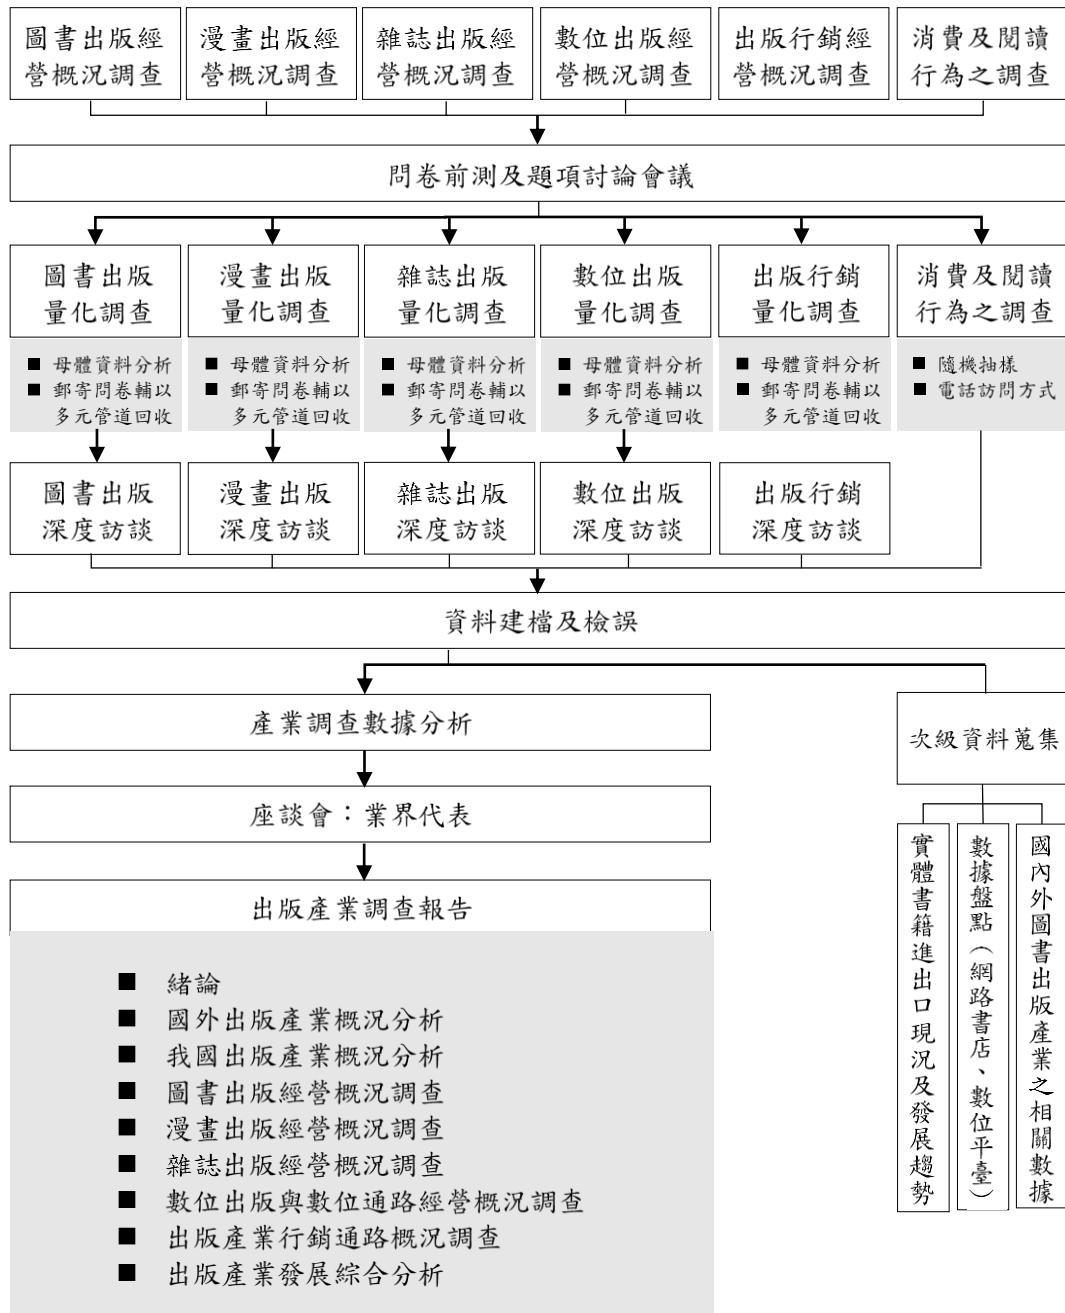 圖書出版經
營概況調查
漫畫出版經
營概況調查
雜誌出版經
營概況調查
數位出版經
營概況調查
出版行銷經
營概況調查
消費及閱讀
行為之調查
問卷前測及題項討論會議
圖書出版
量化調查
漫畫出版
量化調查
雜誌出版
量化調查
數位出版
量化調查
出版行銷
量化調查
消費及閱讀
行為之調查
■ 母體資料分析
■ 郵寄問卷輔以
多元管道回收
■ 母體資料分析
■ 郵寄問卷輔以
多元管道回收
■ 母體資料分析
■ 郵寄問卷輔以
多元管道回收
■ 母體資料分析
■ 郵寄問卷輔以
多元管道回收
■ 母體資料分析
■ 郵寄問卷輔以
多元管道回收
■ 隨機抽樣
■ 電話訪問方式
圖書出版
深度訪談
漫畫出版
深度訪談
雜誌出版
深度訪談
數位出版
深度訪談
出版行銷
深度訪談
資料建檔及檢誤
產業調查數據分析
座談會：業界代表
出版產業調查報告
■ 緒論
■ 國外出版產業概況分析
■ 我國出版產業概況分析
■ 圖書出版經營概況調查
■ 漫畫出版經營概況調查
■ 雜誌出版經營概況調查
■ 數位出版與數位通路經營概況調查
■ 出版產業行銷通路概況調查
■ 出版產業發展綜合分析
次級資料蒐集
實體書籍進出口現況及發展趨勢
數據盤點（網路書店、數位平臺）
國內外圖書出版產業之相關數據